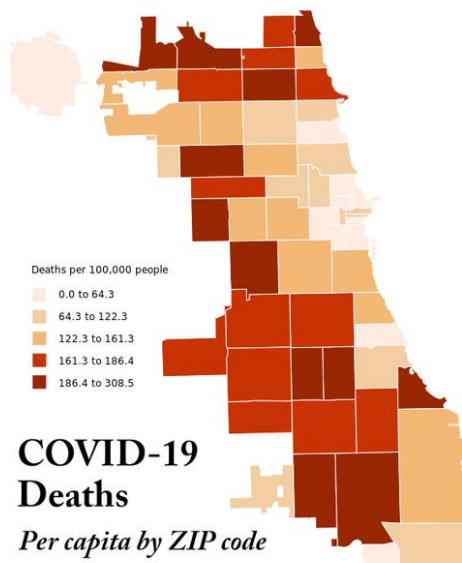 Deaths per 100,000 people
0.0 to 64.3
64.3 to 122.3
122.3 to 161.3
161.3 to 186.4
186.4 to 308.5
COVID-19
Deaths
Per capita by ZIP code